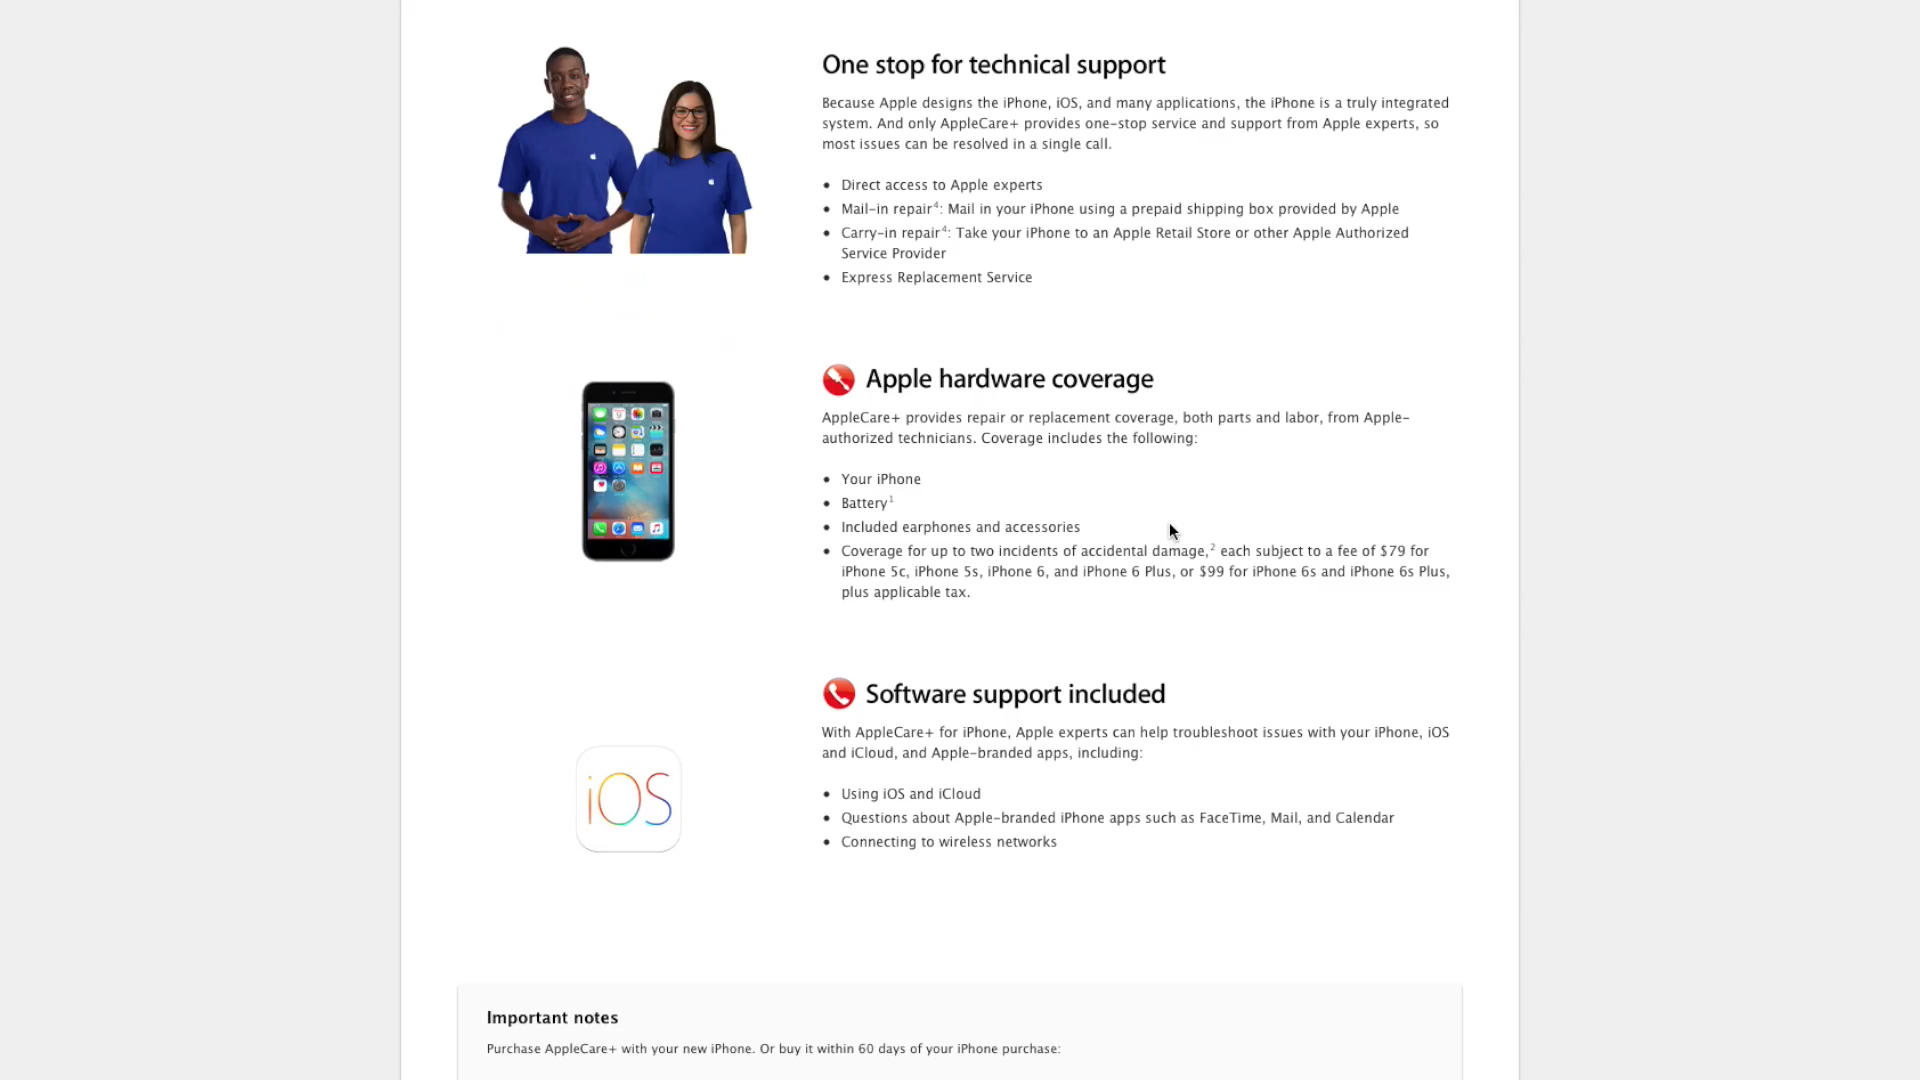 One stop for technical support
Because Apple designs the iPhone, iOS, and many applications, the iPhone is a truly integrated
system. And only AppleCare+ provides one-stop service and support from Apple experts, so
most issues can be resolved in a single call.
• Direct access to Apple experts
• Mail-in repair⁴: Mail in your iPhone using a prepaid shipping box provided by Apple
• Carry-in repair⁴: Take your iPhone to an Apple Retail Store or other Apple Authorized
Service Provider
• Express Replacement Service
Apple hardware coverage
AppleCare+ provides repair or replacement coverage, both parts and labor, from Apple-
authorized technicians. Coverage includes the following:
• Your iPhone
• Battery¹
• Included earphones and accessories
• Coverage for up to two incidents of accidental damage,² each subject to a fee of $79 for
iPhone 5c, iPhone 5s, iPhone 6, and iPhone 6 Plus, or $99 for iPhone 6s and iPhone 6s Plus,
plus applicable tax.
Software support included
With AppleCare+ for iPhone, Apple experts can help troubleshoot issues with your iPhone, iOS
and iCloud, and Apple-branded apps, including:
iOS
• Using iOS and iCloud
• Questions about Apple-branded iPhone apps such as FaceTime, Mail, and Calendar
• Connecting to wireless networks
Important notes
Purchase AppleCare+ with your new iPhone. Or buy it within 60 days of your iPhone purchase: